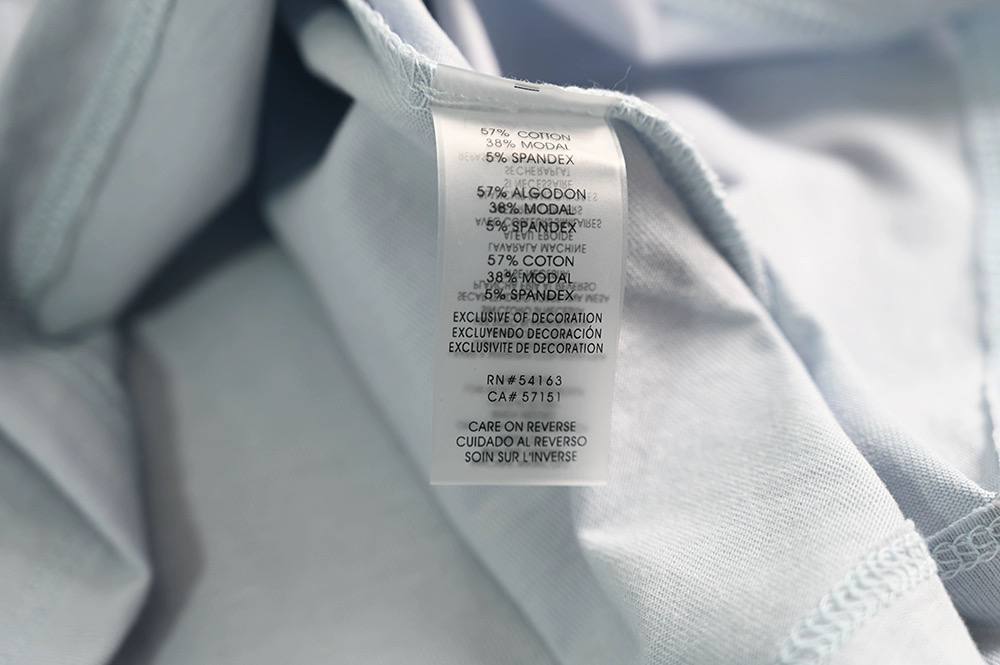 57% COTTON
38% MODAL
5% SPANDEX
57% ALGODON
38% MODAL
5% SPANDEX
57% COTON
38% MODAL
5% SPANDEX
EXCLUSIVE OF DECORATION
EXCLUYENDO DECORACIÓN
EXCLUSIVITE DE DECORATION
RN#54163
CA# 57151
CARE ON REVERSE
CUIDADO AL REVERSO
SOIN SUR L'INVERSE